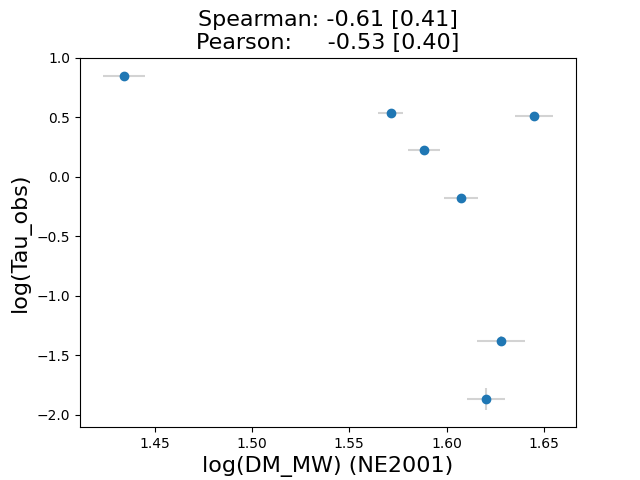 Spearman: -0.61 [0.41]
Pearson: -0.53 [0.40]
1.0
0.5
0.0
−0.5
−1.0
−1.5
−2.0
log(Tau_obs)
1.45 1.50 1.55 1.60 1.65
log(DM_MW) (NE2001)